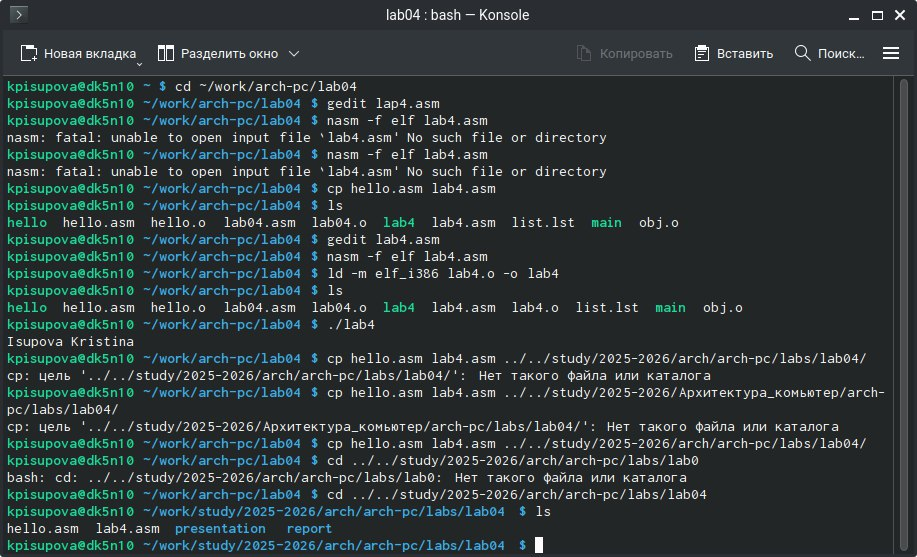 lab04 : bash — Konsole
Новая вкладка Разделить окно Копировать Вставить Поиск...
kpisupova@dk5n10 ~ $ cd ~/work/arch-pc/lab04
kpisupova@dk5n10 ~/work/arch-pc/lab04 $ gedit lap4.asm
kpisupova@dk5n10 ~/work/arch-pc/lab04 $ nasm -f elf lab4.asm
nasm: fatal: unable to open input file `lab4.asm' No such file or directory
kpisupova@dk5n10 ~/work/arch-pc/lab04 $ nasm -f elf lab4.asm
nasm: fatal: unable to open input file `lab4.asm' No such file or directory
kpisupova@dk5n10 ~/work/arch-pc/lab04 $ cp hello.asm lab4.asm
kpisupova@dk5n10 ~/work/arch-pc/lab04 $ ls
hello hello.asm hello.o lab04.asm lab04.o lab4 lab4.asm list.lst main obj.o
kpisupova@dk5n10 ~/work/arch-pc/lab04 $ gedit lap4.asm
kpisupova@dk5n10 ~/work/arch-pc/lab04 $ nasm -f elf lab4.asm
kpisupova@dk5n10 ~/work/arch-pc/lab04 $ ld -m elf_i386 lab4.o -o lab4
kpisupova@dk5n10 ~/work/arch-pc/lab04 $ ls
hello hello.asm hello.o lab04.asm lab04.o lab4 lab4.asm lab4.o list.lst main obj.o
kpisupova@dk5n10 ~/work/arch-pc/lab04 $ ./lab4
Isupova Kristina
kpisupova@dk5n10 ~/work/arch-pc/lab04 $ cp hello.asm lab4.asm ../../study/2025-2026/arch/arch-pc/labs/lab04/
cp: цель '../../study/2025-2026/arch/arch-pc/labs/lab04/': Нет такого файла или каталога
kpisupova@dk5n10 ~/work/arch-pc/lab04 $ cp hello.asm lab4.asm ../../study/2025-2026/Архитектура_комьютер/arch-
pc/labs/lab04/
cp: цель '../../study/2025-2026/Архитектура_комьютер/arch-pc/labs/lab04/': Нет такого файла или каталога
kpisupova@dk5n10 ~/work/arch-pc/lab04 $ cp hello.asm lab4.asm ../../study/2025-2026/arch/arch-pc/labs/lab04/
kpisupova@dk5n10 ~/work/arch-pc/lab04 $ cd ../../study/2025-2026/arch/arch-pc/labs/lab0
bash: cd: ../../study/2025-2026/arch/arch-pc/labs/lab0: Нет такого файла или каталога
kpisupova@dk5n10 ~/work/arch-pc/lab04 $ cd ../../study/2025-2026/arch/arch-pc/labs/lab04
kpisupova@dk5n10 ~/work/study/2025-2026/arch/arch-pc/labs/lab04 $ ls
hello.asm lab4.asm presentation report
kpisupova@dk5n10 ~/work/study/2025-2026/arch/arch-pc/labs/lab04 $